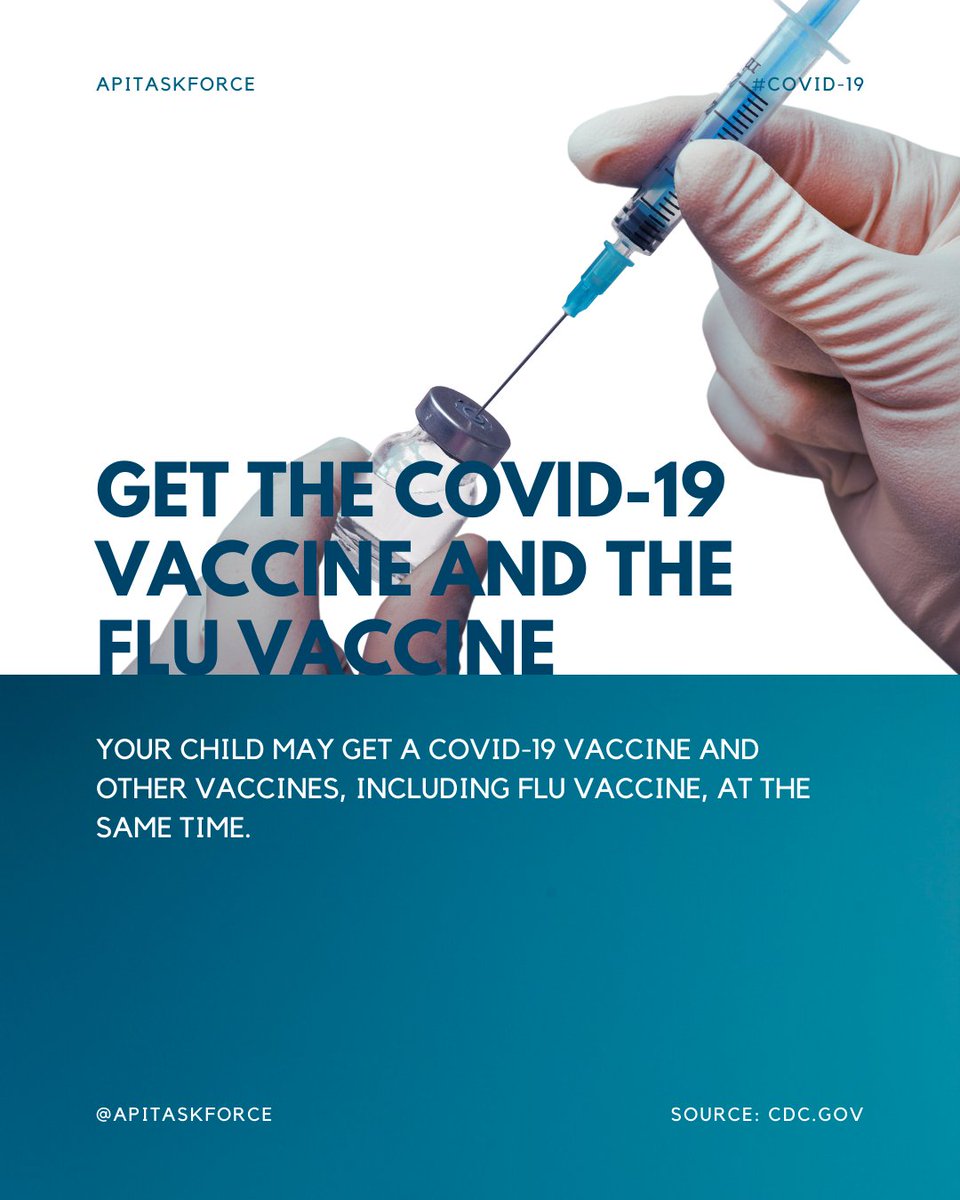 APITASKFORCE
#COVID-19
GET THE COVID-19
VACCINE AND THE
FLU VACCINE
YOUR CHILD MAY GET A COVID-19 VACCINE AND
OTHER VACCINES, INCLUDING FLU VACCINE, AT THE
SAME TIME.
@APITASKFORCE
SOURCE: CDC.GOV